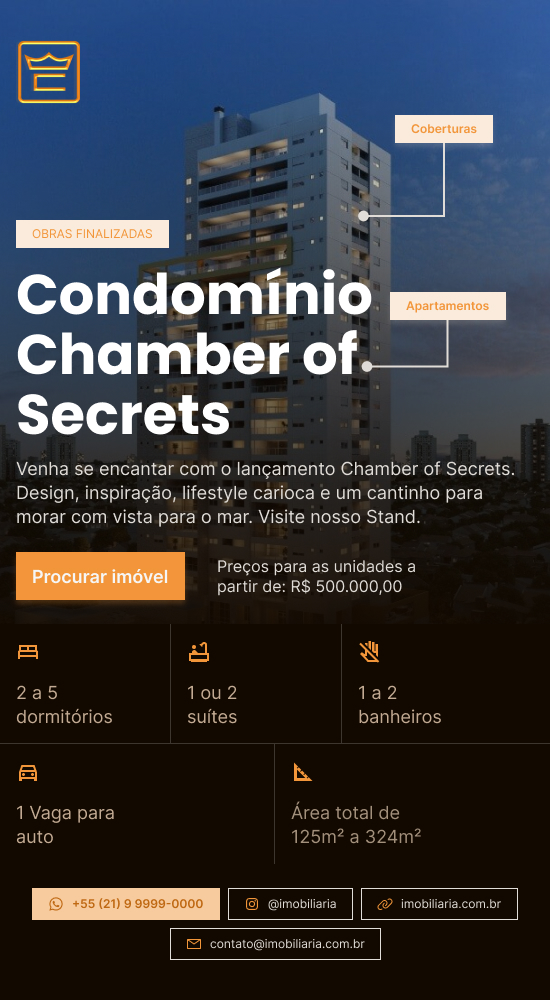 Coberturas
OBRAS FINALIZADAS
Condomínio
Chamber of
Secrets
Apartamentos
Venha se encantar com o lançamento Chamber of Secrets.
Design, inspiração, lifestyle carioca e um cantinho para
morar com vista para o mar. Visite nosso Stand.
Procurar imóvel
Preços para as unidades a
partir de: R$ 500.000,00
2 a 5
dormitórios
1 ou 2
suítes
1 a 2
banheiros
1 Vaga para
auto
Área total de
125m² a 324m²
+55 (21) 9 9999-0000
@imobiliaria
imobiliaria.com.br
contato@imobiliaria.com.br